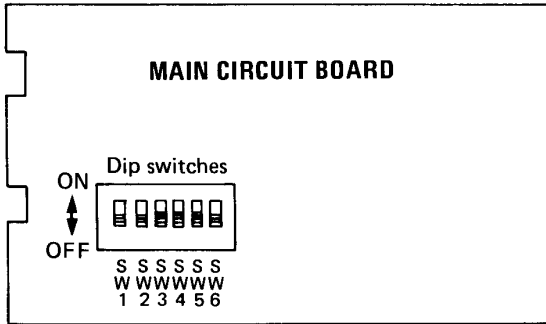 MAIN CIRCUIT BOARD
Dip switches
ON
OFF
S S S S S S
W W W W W W
1 2 3 4 5 6